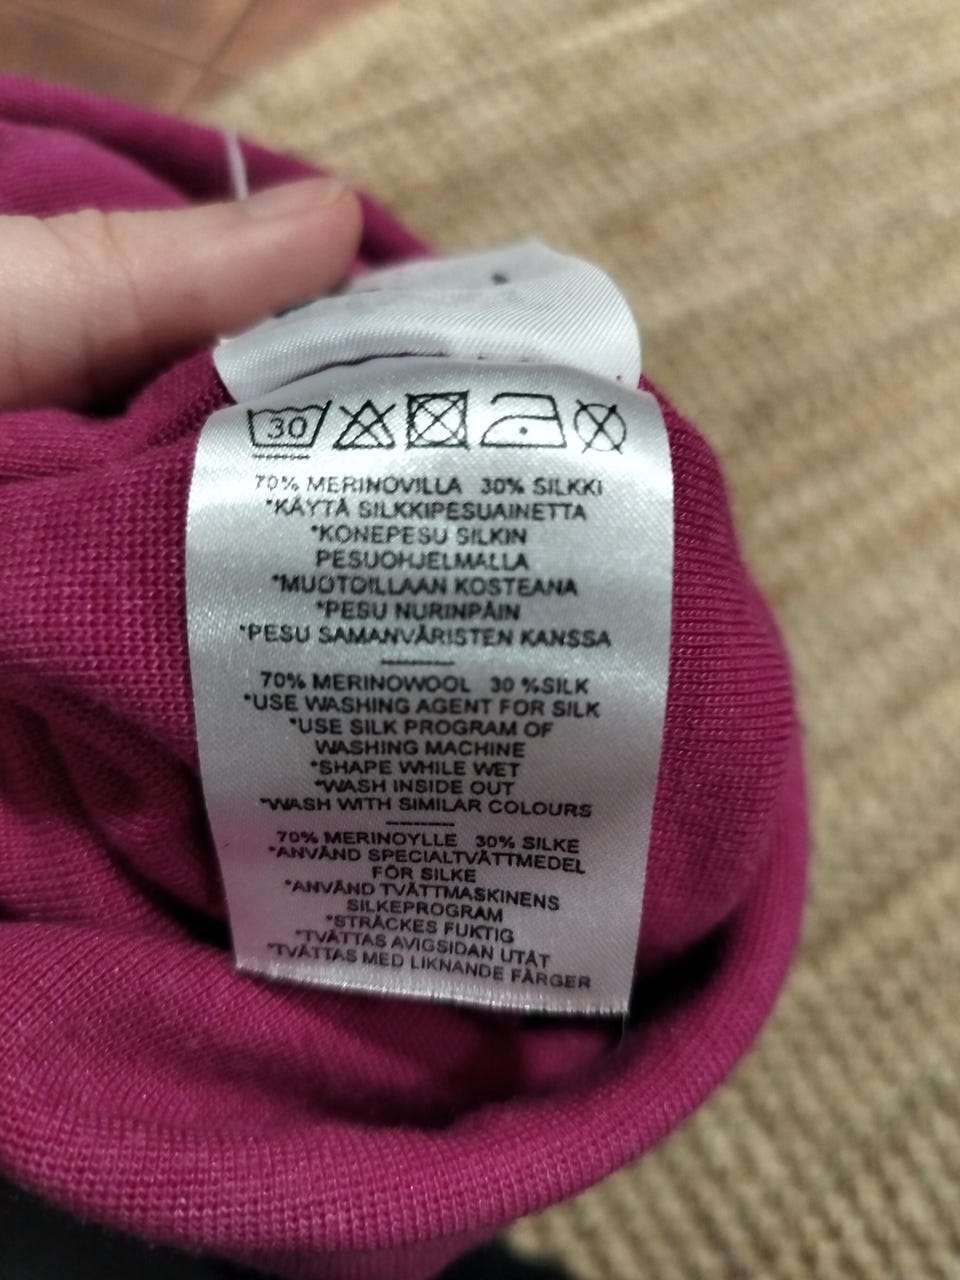 30
70% MERINOVILLA 30% SILKKI
*KÄYTÄ SILKKIPESUAINETTA
*KONEPESU SILKIN
PESUOHJELMALLA
*MUOTOILLAAN KOSTEANA
*PESU NURINPÄIN
*PESU SAMANVÄRISTEN KANSSA
70% MERINOWOOL 30 %SILK
*USE WASHING AGENT FOR SILK
*USE SILK PROGRAM OF
WASHING MACHINE
*SHAPE WHILE WET
*WASH INSIDE OUT
*WASH WITH SIMILAR COLOURS
70% MERINOYLLE 30% SILKE
*ANVÄND SPECIALTVÄTTMEDEL
FÖR SILKE
*ANVÄND TVÄTTMASKINENS
SILKEPROGRAM
*STRÄCKES FUKTIG
*TVÄTTAS AVIGSIDAN UTÅT
*TVÄTTAS MED LIKNANDE FÄRGER